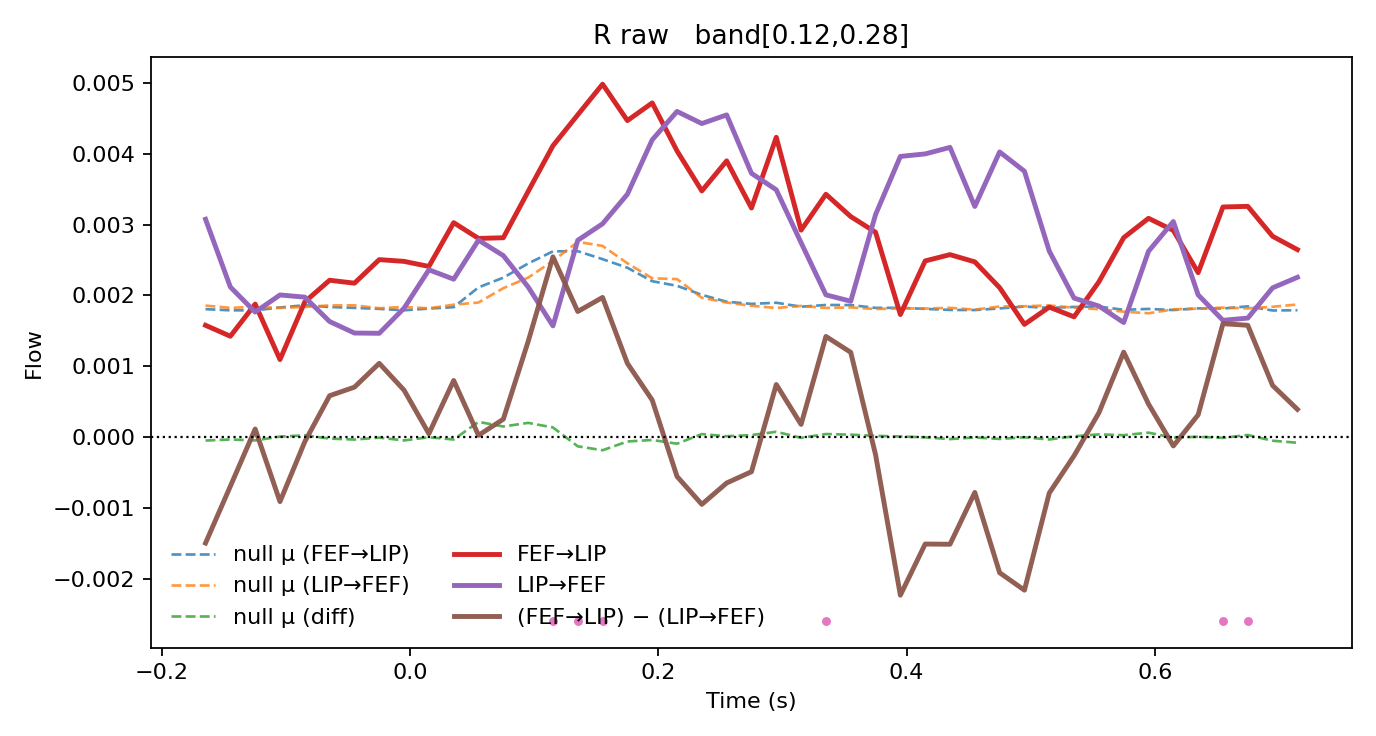 R raw   band[0.12,0.28]
Flow
0.005
0.004
0.003
0.002
0.001
0.000
−0.001
−0.002
null μ (FEF→LIP)
null μ (LIP→FEF)
null μ (diff)
FEF→LIP
LIP→FEF
(FEF→LIP) − (LIP→FEF)
−0.2 0.0 0.2 0.4 0.6
Time (s)